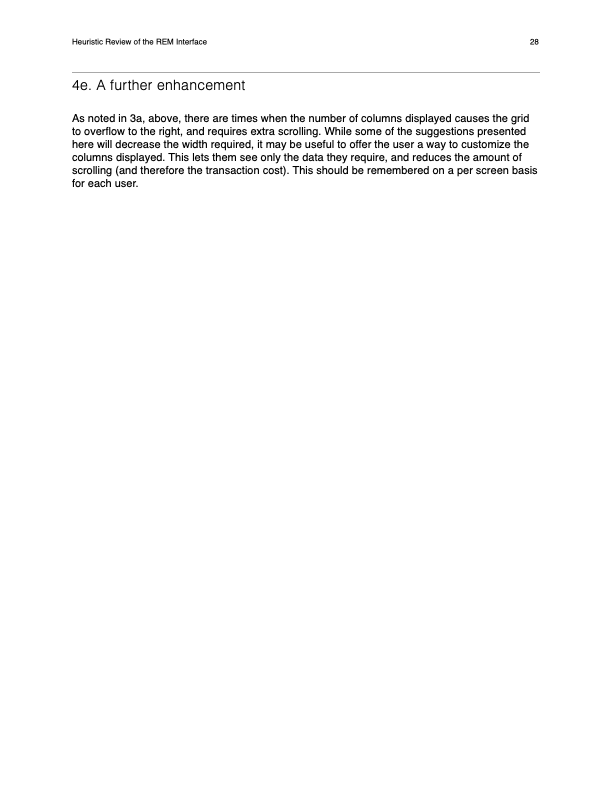 Heuristic Review of the REM Interface 28
4e. A further enhancement
As noted in 3a, above, there are times when the number of columns displayed causes the grid
to overflow to the right, and requires extra scrolling. While some of the suggestions presented
here will decrease the width required, it may be useful to offer the user a way to customize the
columns displayed. This lets them see only the data they require, and reduces the amount of
scrolling (and therefore the transaction cost). This should be remembered on a per screen basis
for each user.